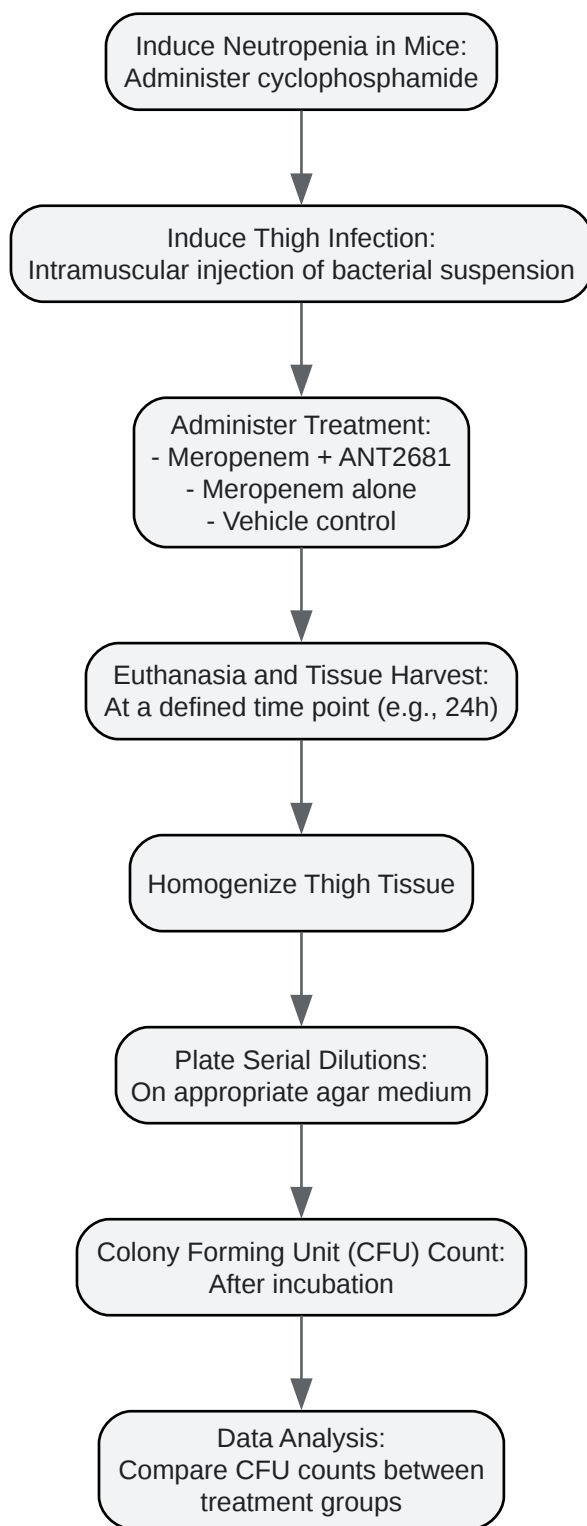 Induce Neutropenia in Mice:
Administer cyclophosphamide
Induce Thigh Infection:
Intramuscular injection of bacterial suspension
Administer Treatment:
- Meropenem + ANT2681
- Meropenem alone
- Vehicle control
Euthanasia and Tissue Harvest:
At a defined time point (e.g., 24h)
Homogenize Thigh Tissue
Plate Serial Dilutions:
On appropriate agar medium
Colony Forming Unit (CFU) Count:
After incubation
Data Analysis:
Compare CFU counts between
treatment groups